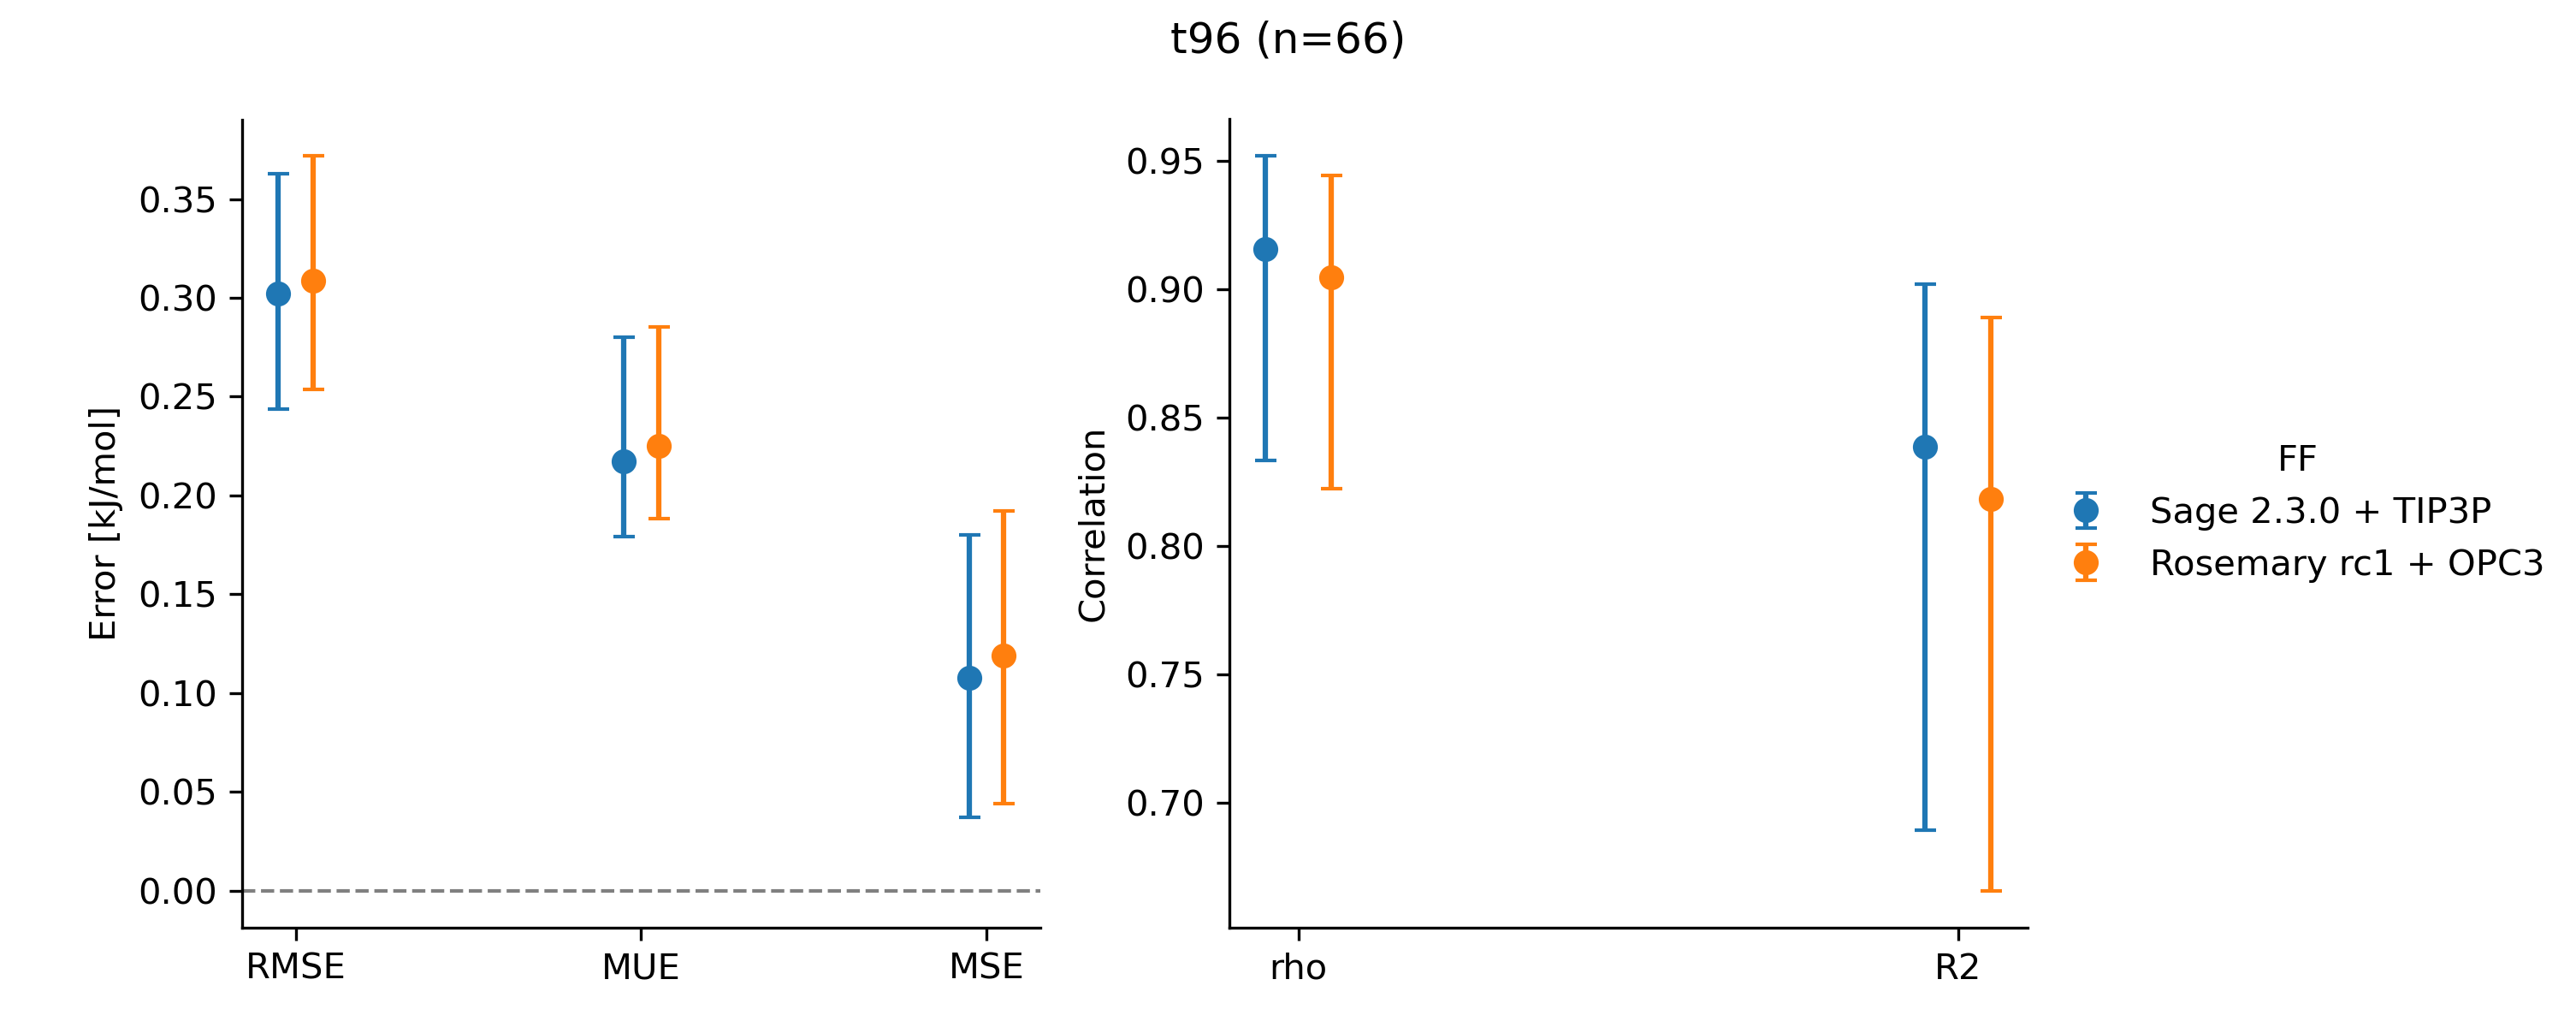 t96 (n=66)
Error [kJ/mol]
0.35
0.30
0.25
0.20
0.15
0.10
0.05
0.00
RMSE
MUE
MSE
Correlation
0.95
0.90
0.85
0.80
0.75
0.70
rho
R2
FF
Sage 2.3.0 + TIP3P
Rosemary rc1 + OPC3